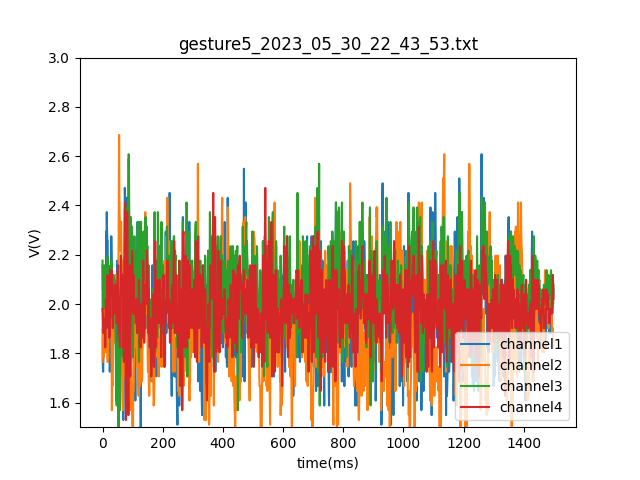 gesture5_2023_05_30_22_43_53.txt
3.0
2.8
2.6
2.4
2.2
2.0
1.8
1.6
V(V)
channel1
channel2
channel3
channel4
0 200 400 600 800 1000 1200 1400
time(ms)